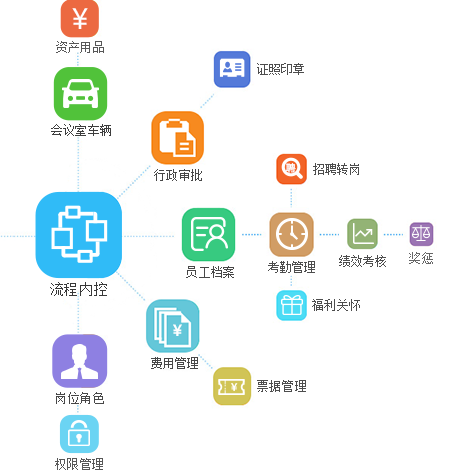 ¥
资产用品
证照印章
会议室车辆
行政审批
聘
招聘转岗
员工档案
考勤管理
绩效考核
奖惩
流程内控
福利关怀
¥
费用管理
¥
票据管理
岗位角色
权限管理